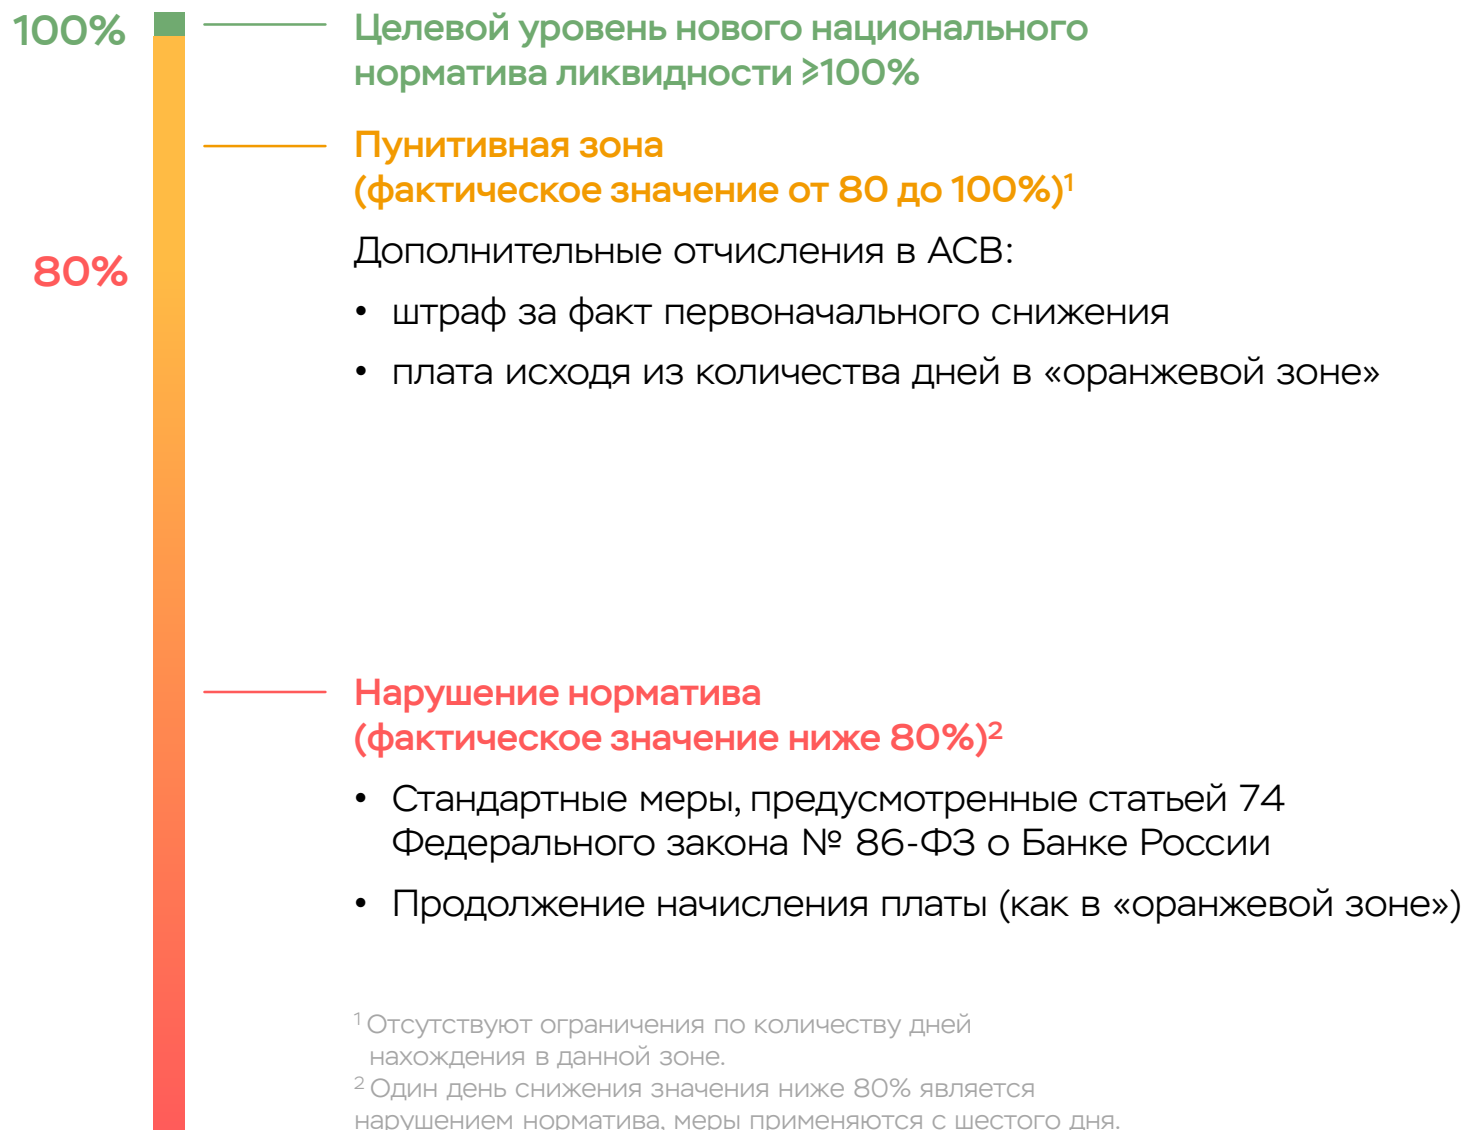 100%
Целевой уровень нового национального
норматива ликвидности ⩾100%
Пунитивная зона
(фактическое значение от 80 до 100%)¹
80%
Дополнительные отчисления в АСВ:
• штраф за факт первоначального снижения
• плата исходя из количества дней в «оранжевой зоне»
Нарушение норматива
(фактическое значение ниже 80%)²
• Стандартные меры, предусмотренные статьей 74
Федерального закона № 86-ФЗ о Банке России
• Продолжение начисления платы (как в «оранжевой зоне»)
¹ Отсутствуют ограничения по количеству дней
нахождения в данной зоне.
² Один день снижения значения ниже 80% является
нарушением норматива, меры применяются с шестого дня.